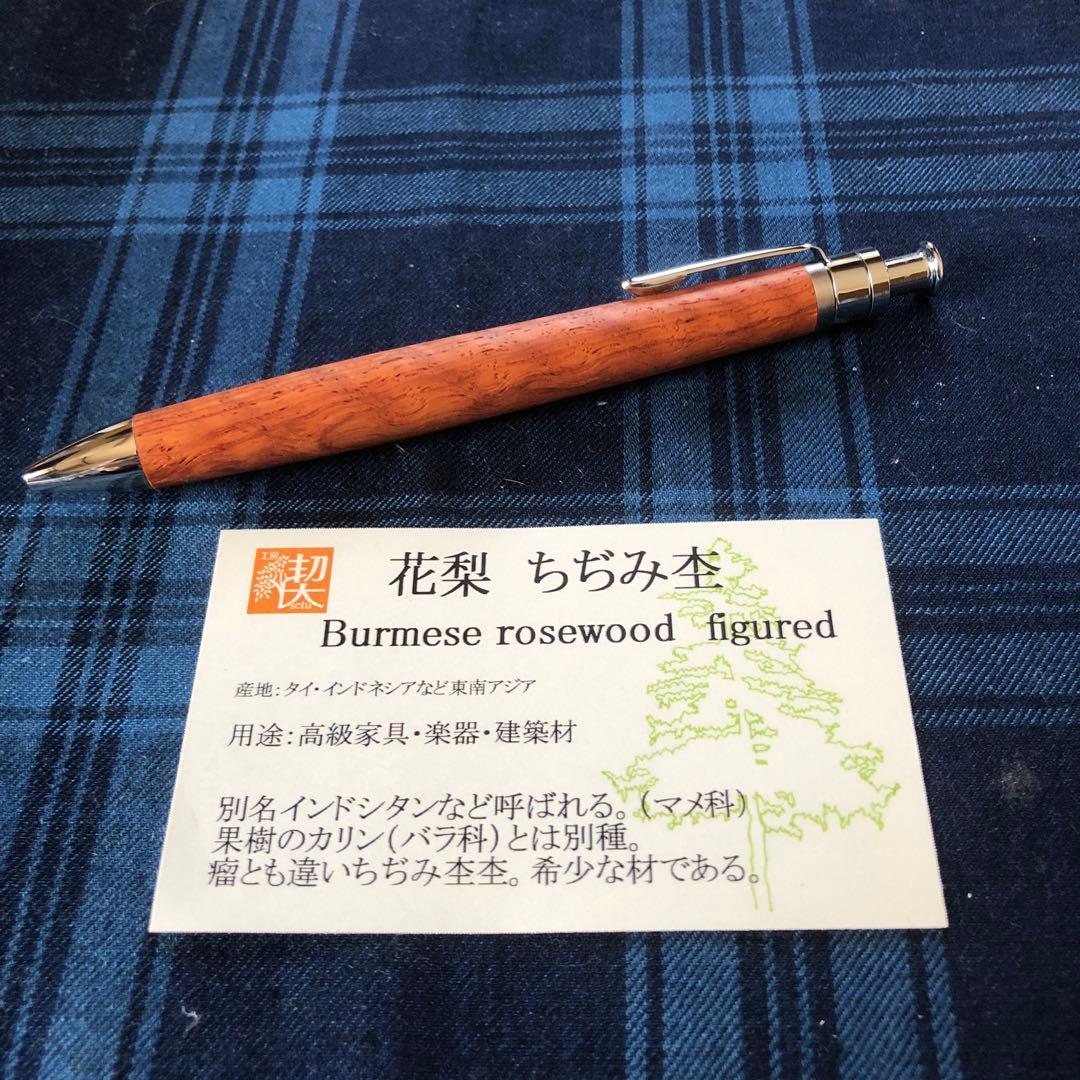 工房
契
setu
花梨 ちぢみ杢
Burmese rosewood figured
産地：タイ・インドネシアなど東南アジア
用途：高級家具・楽器・建築材
別名インドシタンなど呼ばれる。（マメ科）
果樹のカリン（バラ科）とは別種。
瘤とも違いちぢみ杢杢。希少な材である。